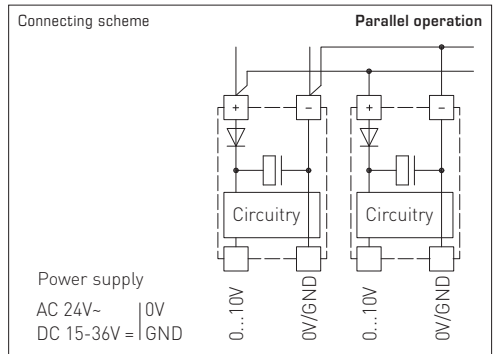 Connecting scheme
Parallel operation
+ − + −
Circuitry Circuitry
Power supply
AC 24V~ 0V
DC 15-36V = GND
0...10V
0V/GND
0...10V
0V/GND